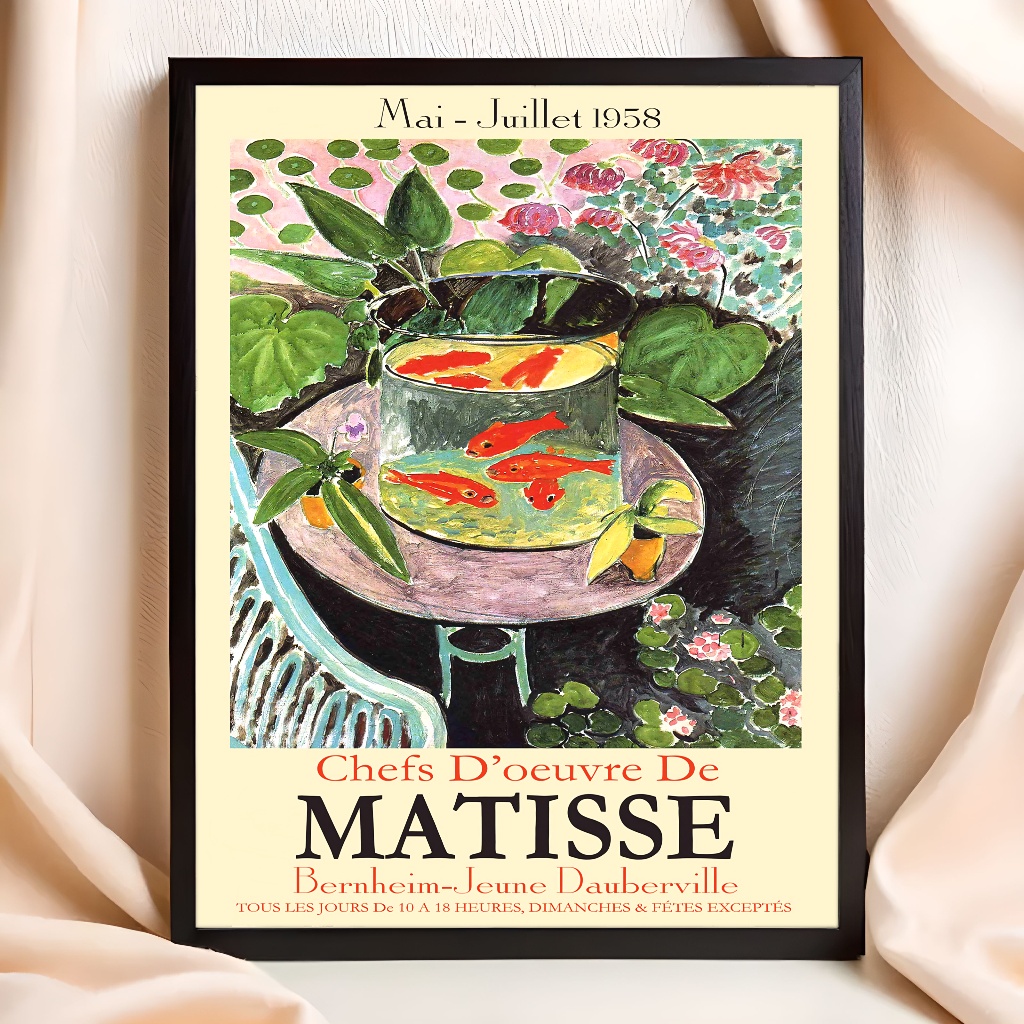 Mai - Juillet 1958
Chefs D'oeuvre De
MATISSE
Bernheim-Jeune Dauberville
TOUS LES JOURS De 10 A 18 HEURES, DIMANCHES & FÉTES EXCEPTÉS